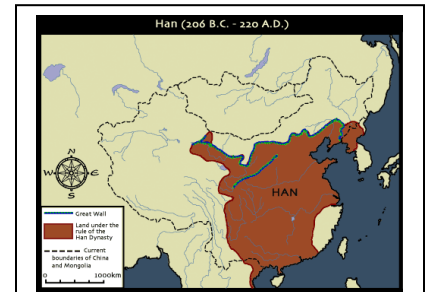 Han (206 B.C. - 220 A.D.)
N
W E
S
HAN
Great Wall
Land under the
rule of the
Han Dynasty
Current
boundaries of China
and Mongolia
0 1000km